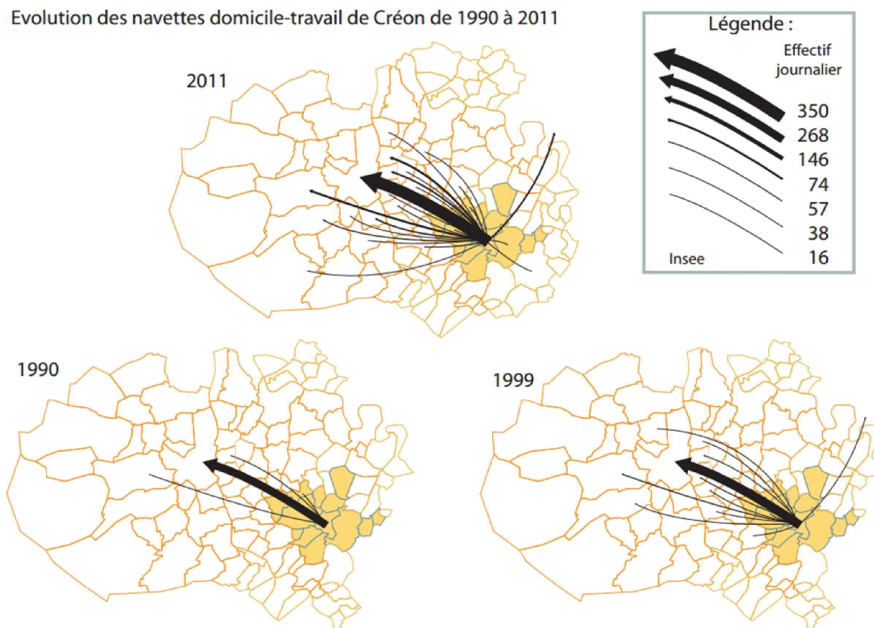 Evolution des navettes domicile-travail de Créon de 1990 à 2011
Légende :
Effectif
journalier
350
268
146
74
57
38
16
Insee
2011
1990
1999